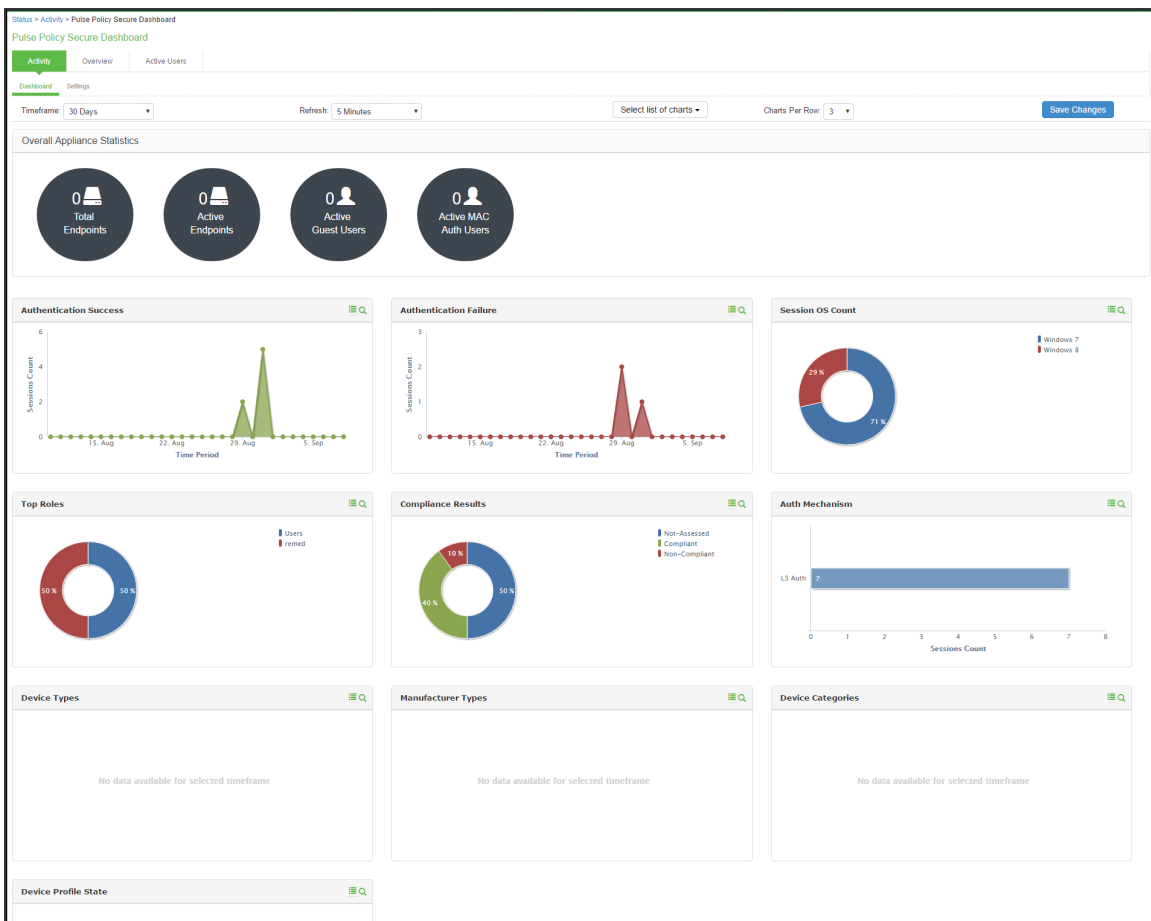 Status > Activity > Pulse Policy Secure Dashboard
Pulse Policy Secure Dashboard
Activity Overview Active Users
Dashboard Settings
Timeframe: 30 Days Refresh: 5 Minutes Select list of charts Charts Per Row: 3 Save Changes
Overall Appliance Statistics
0
Total
Endpoints
0
Active
Endpoints
0
Active
Guest Users
0
Active MAC
Auth Users
Authentication Success
6
4
2
0
Sessions Count
15. Aug 22. Aug 29. Aug 5. Sep
Time Period
Authentication Failure
3
2
1
0
Sessions Count
15. Aug 22. Aug 29. Aug 5. Sep
Time Period
Session OS Count
Windows 7
Windows 8
29 %
71 %
Top Roles
Users
remed
50 % 50 %
Compliance Results
Not-Assessed
Compliant
Non-Compliant
10 %
50 %
40 %
Auth Mechanism
L3 Auth 7
0 1 2 3 4 5 6 7 8
Sessions Count
Device Types
No data available for selected timeframe
Manufacturer Types
No data available for selected timeframe
Device Categories
No data available for selected timeframe
Device Profile State